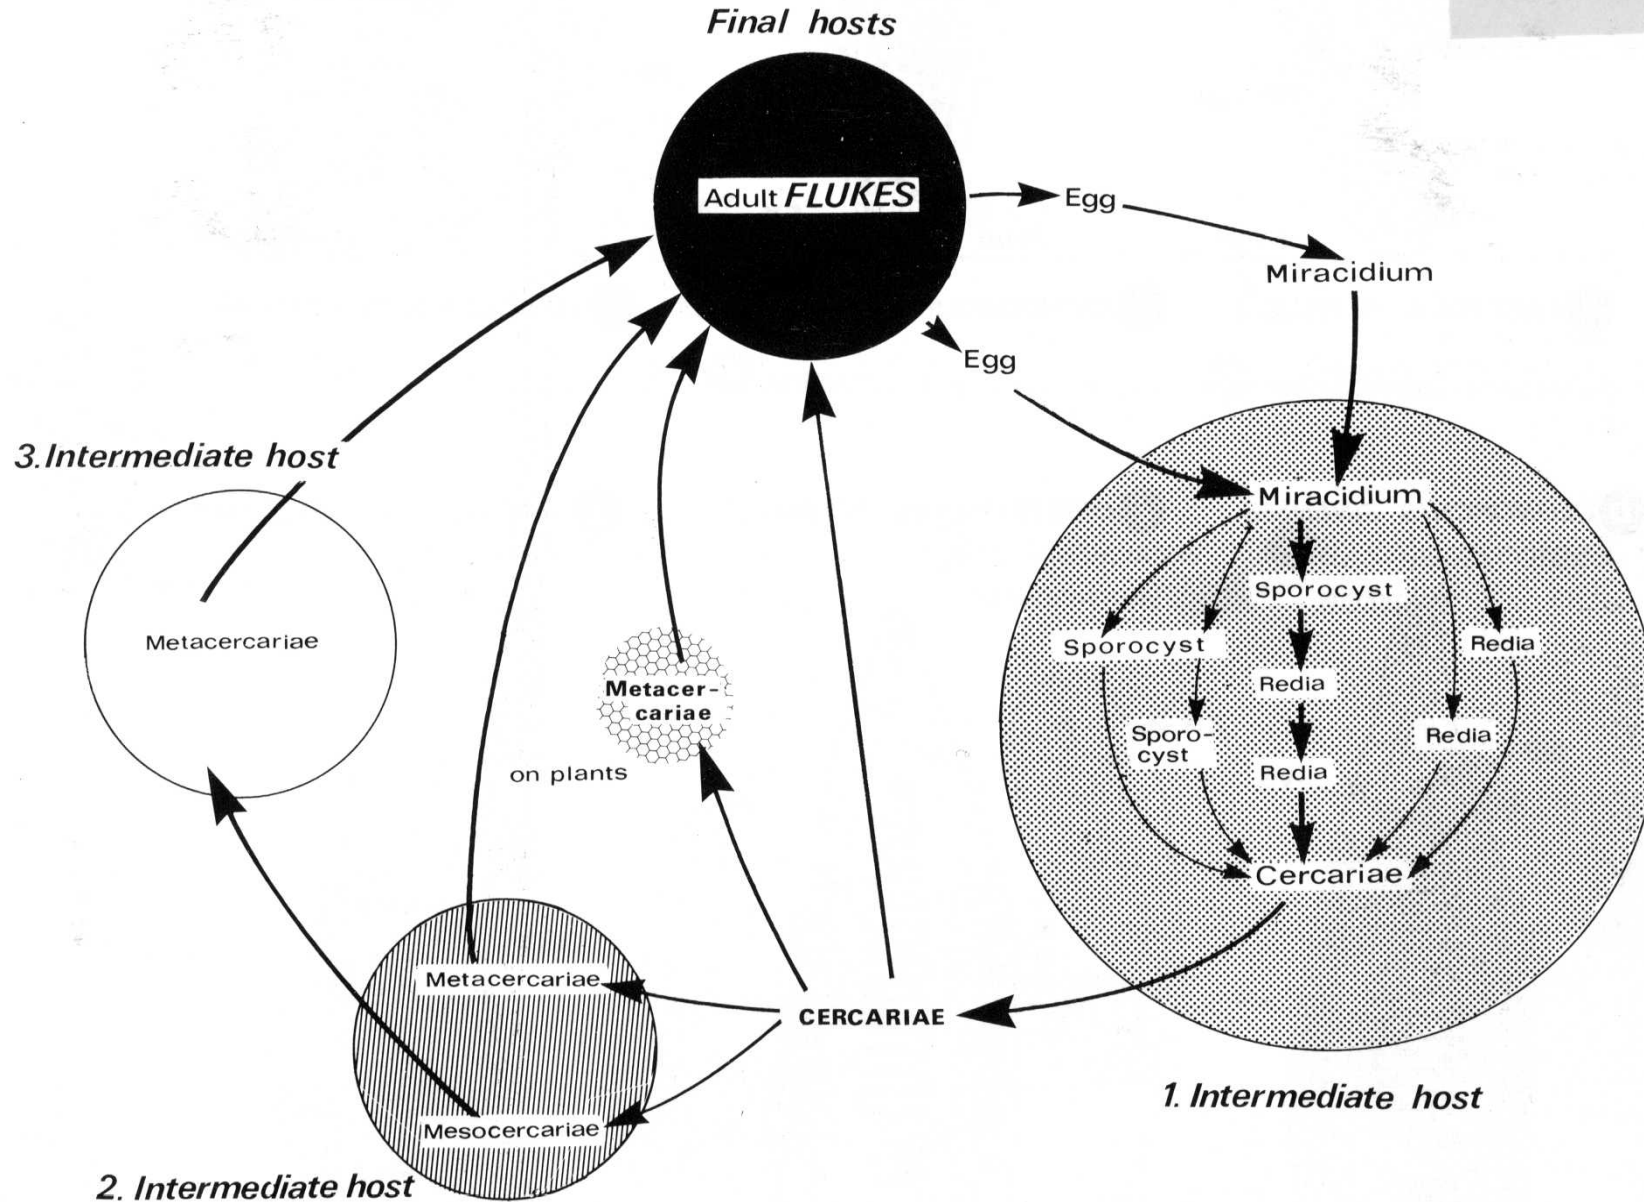 Final hosts
Adult FLUKES
Egg
Miracidium
Egg
3. Intermediate host
Miracidium
Sporocyst
Sporocyst
Redia
Metacercariae
Redia
Metacer-
cariae
Sporo-
cyst
Redia
on plants
Redia
Cercariae
Metacercariae
CERCARIAE
1. Intermediate host
Mesocercariae
2. Intermediate host